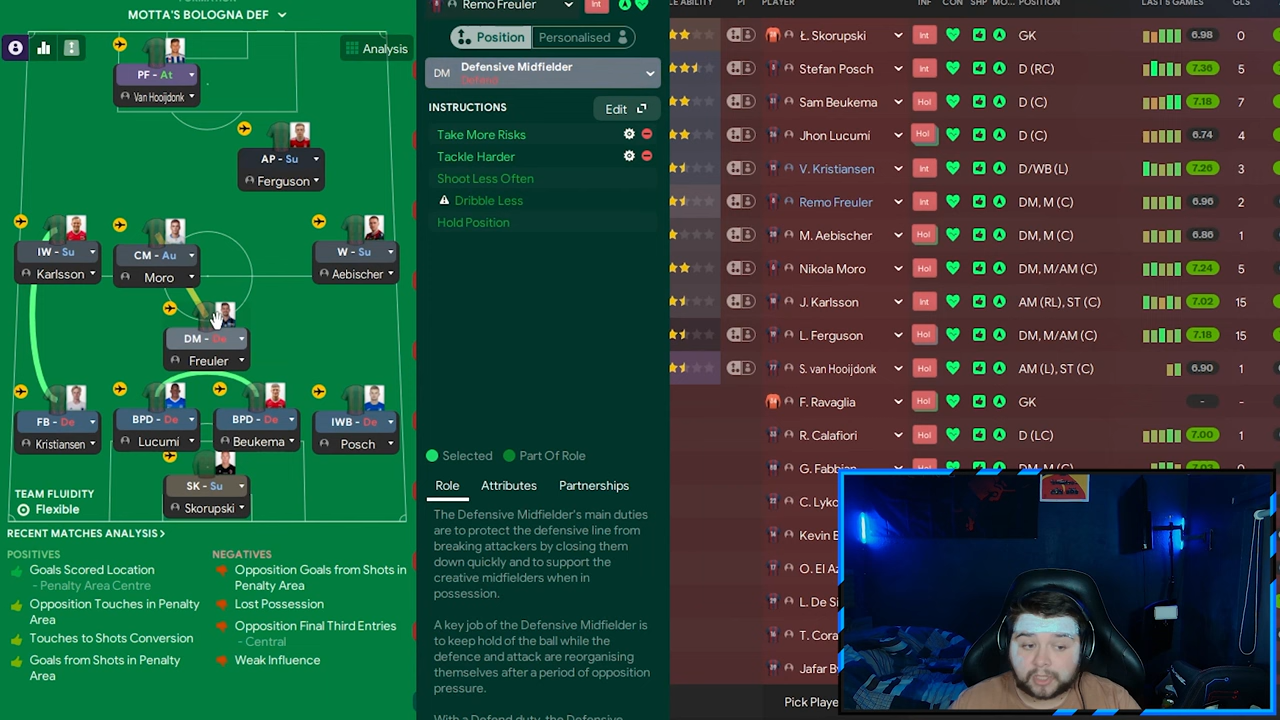 MOTTA'S BOLOGNA DEF
Analysis
PF - At
Van Hooijdonk
AP - Su
Ferguson
IW - Su
Karlsson
CM - Au
Moro
W - Su
Aebischer
DM - De
Freuler
FB - De
Kristiansen
BPD - De
Lucumí
BPD - De
Beukema
IWB - De
Posch
SK - Su
Skorupski
TEAM FLUIDITY
Flexible
RECENT MATCHES ANALYSIS >
POSITIVES
Goals Scored Location
- Penalty Area Centre
Opposition Touches in Penalty
Area
Touches to Shots Conversion
Goals from Shots in Penalty
Area
NEGATIVES
Opposition Goals from Shots in
Penalty Area
Lost Possession
Opposition Final Third Entries
- Central
Weak Influence
Remo Freuler
Int
Position
Personalised
DM
Defensive Midfielder
Defend
INSTRUCTIONS
Edit
Take More Risks
Tackle Harder
Shoot Less Often
Dribble Less
Hold Position
Selected
Part Of Role
Role
Attributes
Partnerships
The Defensive Midfielder's main duties
are to protect the defensive line from
breaking attackers by closing them
down quickly and to support the
creative midfielders when in
possession.
A key job of the Defensive Midfielder is
to keep hold of the ball while the
defence and attack are reorganising
themselves after a period of opposition
pressure.
With a Defend duty, the Defensive
PLAYER INF CON SHP MO... POSITION LAST 5 GAMES GLS
Ł. Skorupski Int GK 6.98 0
Stefan Posch Int D (RC) 7.36 5
Sam Beukema Hol D (C) 7.18 7
Jhon Lucumí Hol D (C) 6.74 4
V. Kristiansen Int D/WB (L) 7.26 3
Remo Freuler Int DM, M (C) 6.96 2
M. Aebischer Hol DM, M (C) 6.86 1
Nikola Moro Hol DM, M/AM (C) 7.24 5
J. Karlsson Int AM (RL), ST (C) 7.02 15
L. Ferguson Hol DM, M/AM (C) 7.18 15
S. van Hooijdonk Hol AM (L), ST (C) 6.90 1
F. Ravaglia Hol GK - -
R. Calafiori Hol D (LC) 7.00 1
DM, M (C)
Pick Playe